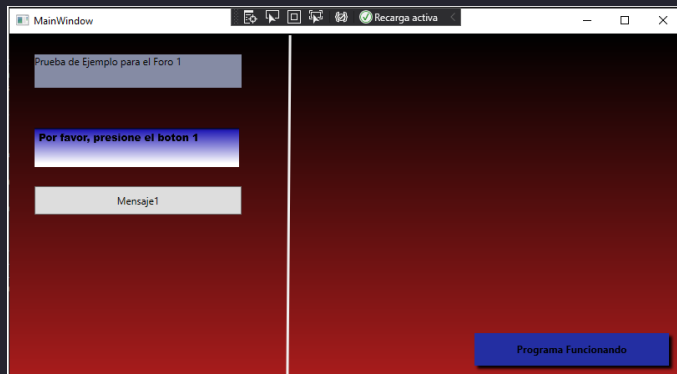 MainWindow
Recarga activa
Prueba de Ejemplo para el Foro 1
Por favor, presione el boton 1
Mensaje1
Programa Funcionando